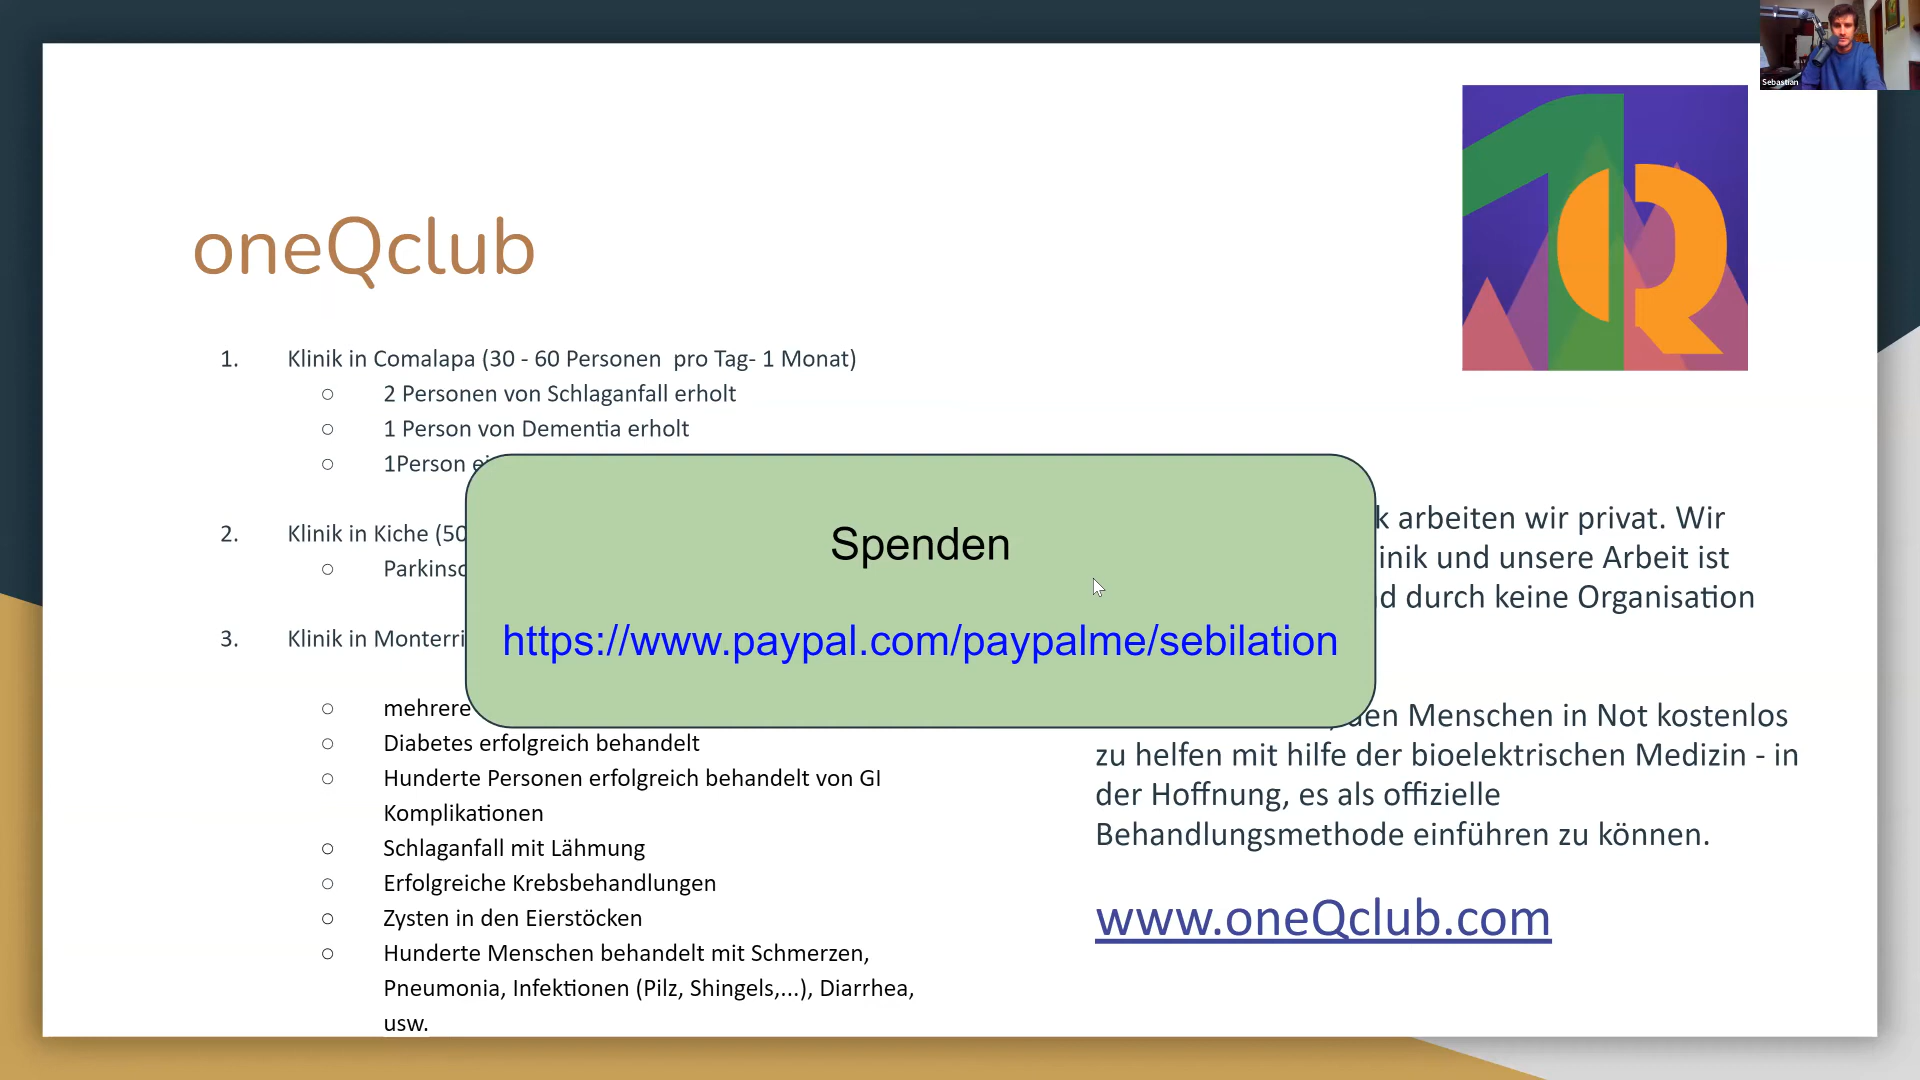 Sebastian
1Q
oneQclub
1. Klinik in Comalapa (30 - 60 Personen pro Tag- 1 Monat)
○ 2 Personen von Schlaganfall erholt
○ 1 Person von Dementia erholt
○ 1Person
2. Klinik in Kiche (50
○
3. Klinik in
○ mehrere
○ Diabetes erfolgreich behandelt
○ Hunderte Personen erfolgreich behandelt von GI
Komplikationen
○ Schlaganfall mit Lähmung
○ Erfolgreiche Krebsbehandlungen
○ Zysten in den Eierstöcken
○ Hunderte Menschen behandelt mit Schmerzen,
Pneumonia, Infektionen (Pilz, Shingels,...), Diarrhea,
usw.
Spenden
https://www.paypal.com/paypalme/sebilation
arbeiten wir privat. Wir
und unsere Arbeit ist
durch keine Organisation
Menschen in Not kostenlos
zu helfen mit hilfe der bioelektrischen Medizin - in
der Hoffnung, es als offizielle
Behandlungsmethode einführen zu können.
www.oneQclub.com